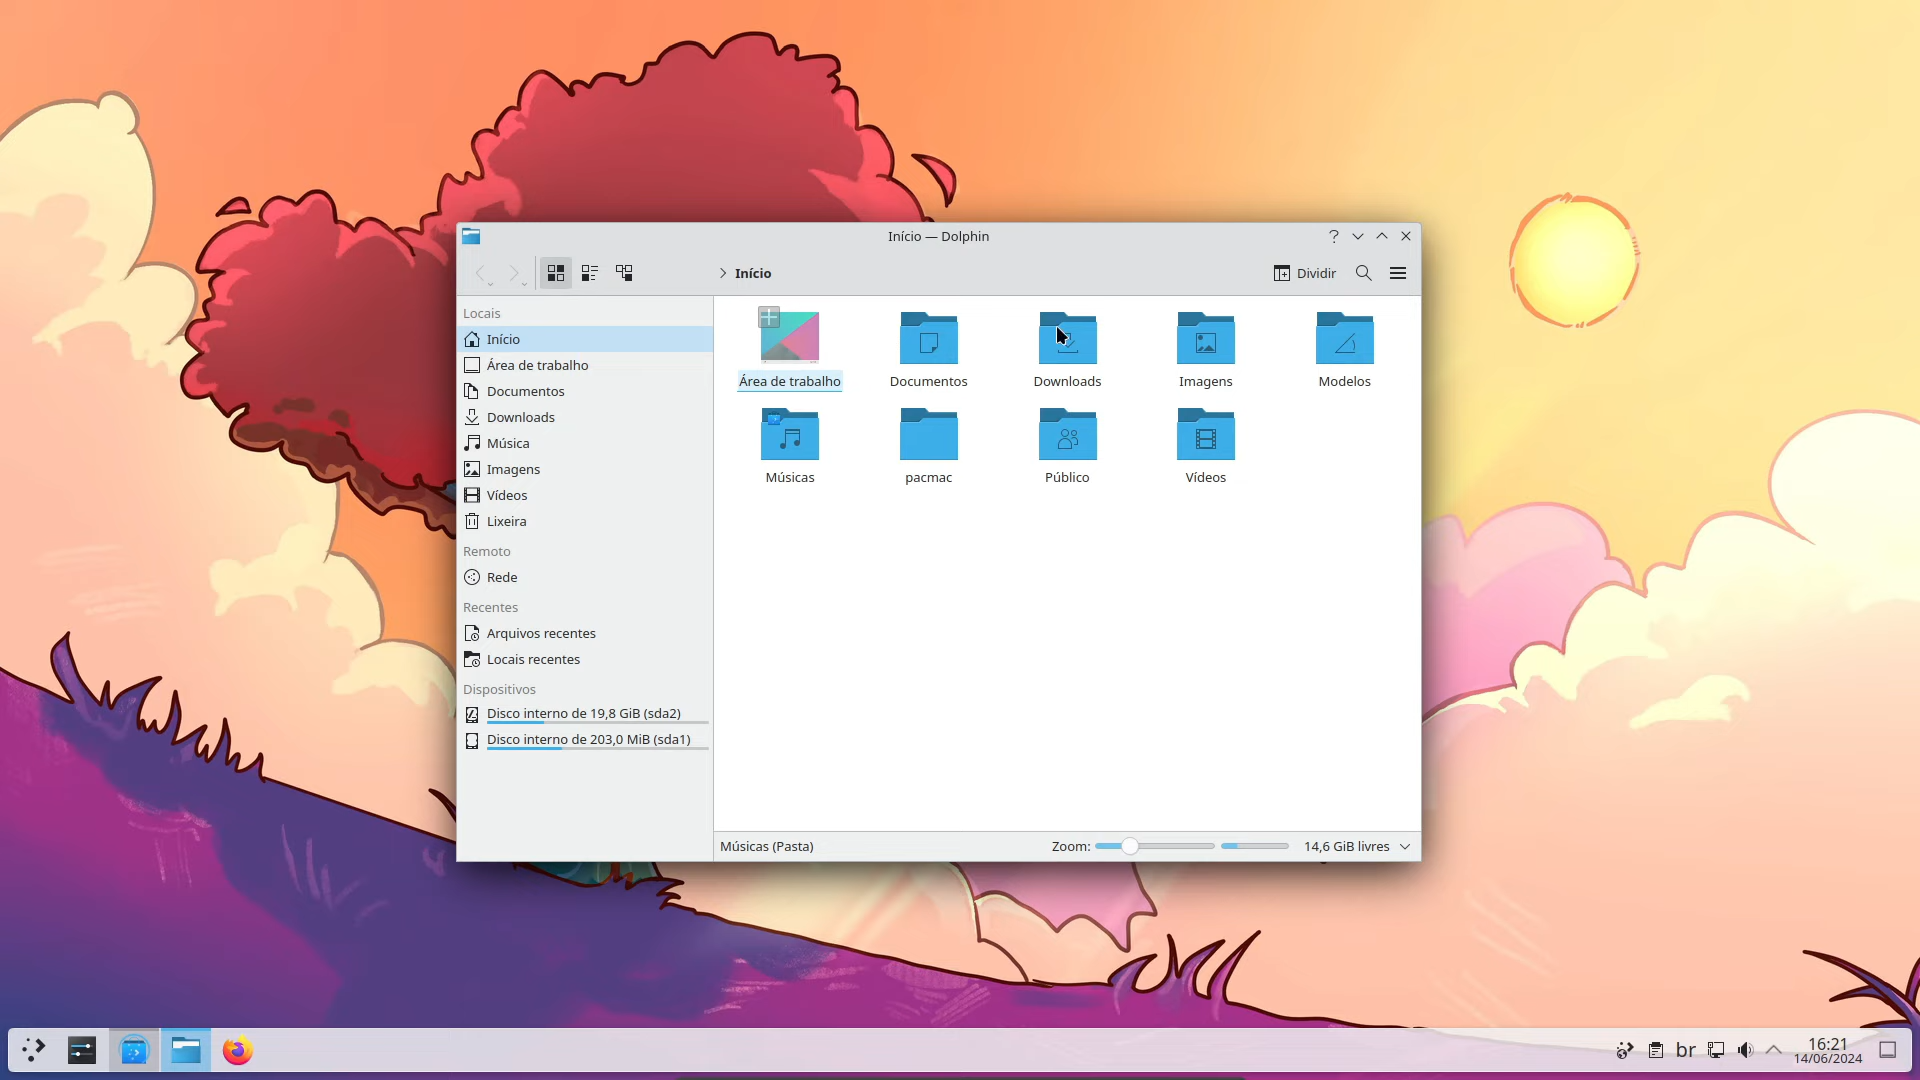 Início — Dolphin
Início
Dividir
Locais
Início
Área de trabalho
Documentos
Downloads
Música
Imagens
Vídeos
Lixeira
Remoto
Rede
Recentes
Arquivos recentes
Locais recentes
Dispositivos
Disco interno de 19,8 GiB (sda2)
Disco interno de 203,0 MiB (sda1)
Área de trabalho
Documentos
Downloads
Imagens
Modelos
Músicas
pacmac
Público
Vídeos
Músicas (Pasta)
Zoom:
14,6 GiB livres
br
16:21
14/06/2024